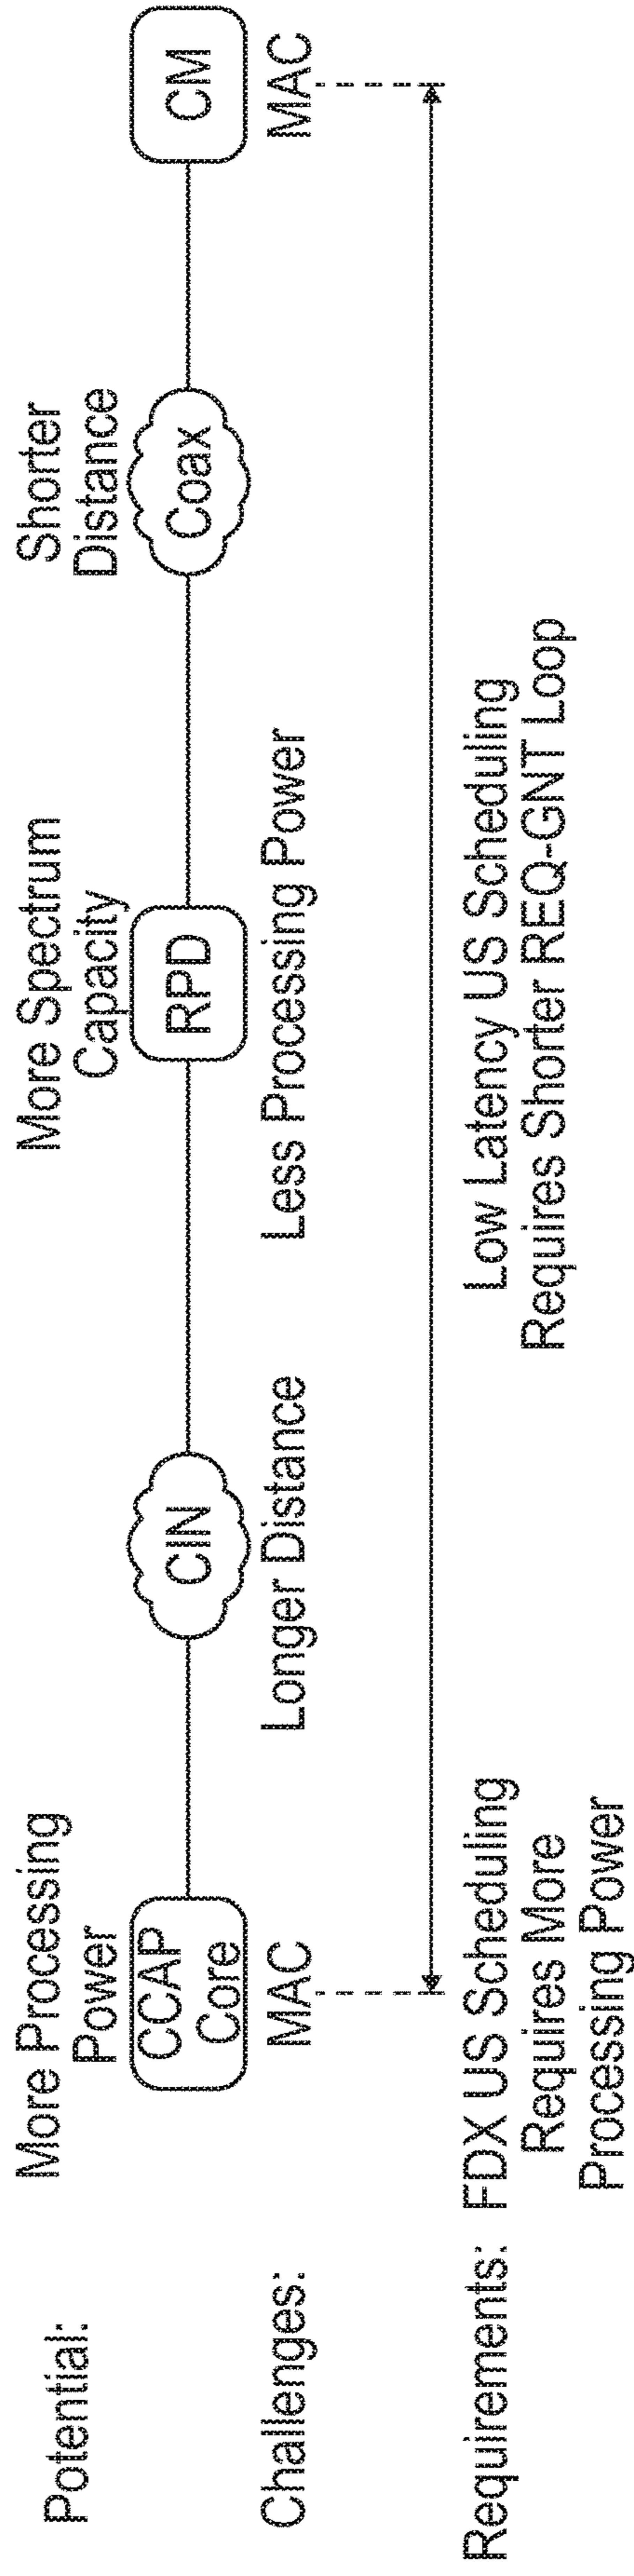 Potential:
More Processing
Power
More Spectrum
Capacity
Shorter
Distance
CCAP
Core
CIN
RPD
Coax
CM
Challenges:
MAC
Longer Distance
Less Processing Power
MAC
Requirements:
FDX US Scheduling
Requires More
Processing Power
Low Latency US Scheduling
Requires Shorter REQ-GNT Loop